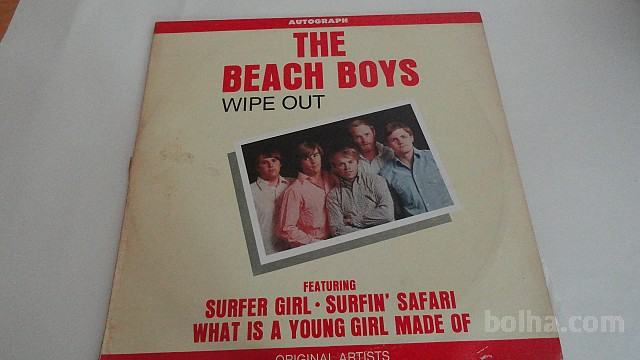 AUTOGRAPH
THE
BEACH BOYS
WIPE OUT
FEATURING
SURFER GIRL • SURFIN' SAFARI
WHAT IS A YOUNG GIRL MADE OF
ORIGINAL ARTISTS
bolha.com